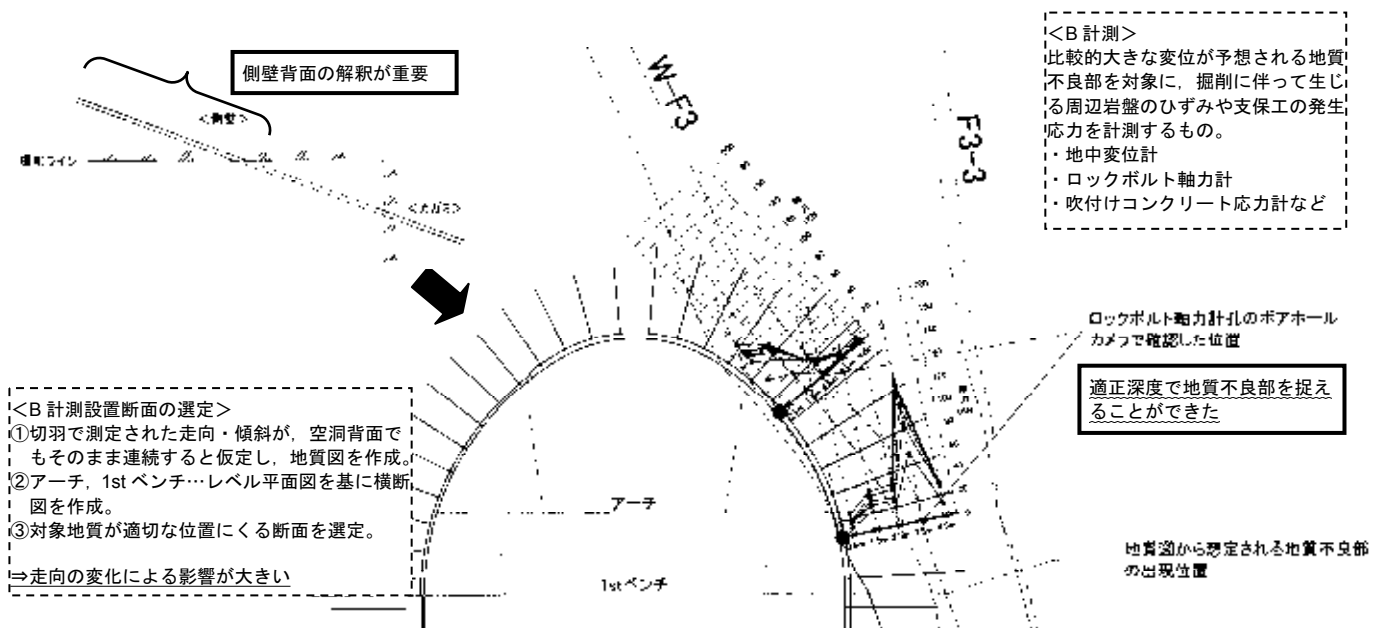 側壁背面の解釈が重要
<側壁>
掘削ライン
<カガミ>
W-F3
F3-3
<B 計測>
比較的大きな変位が予想される地質
不良部を対象に,掘削に伴って生じ
る周辺岩盤のひずみや支保工の発生
応力を計測するもの。
・地中変位計
・ロックボルト軸力計
・吹付けコンクリート応力計など
ロックボルト軸力計孔のボアホール
カメラで確認した位置
適正深度で地質不良部を捉え
ることができた
<B 計測設置断面の選定>
①切羽で測定された走向・傾斜が,空洞背面で
もそのまま連続すると仮定し,地質図を作成。
②アーチ,1st ベンチ…レベル平面図を基に横断
図を作成。
③対象地質が適切な位置にくる断面を選定。
⇒走向の変化による影響が大きい
アーチ
1stベンチ
地質図から想定される地質不良部
の出現位置